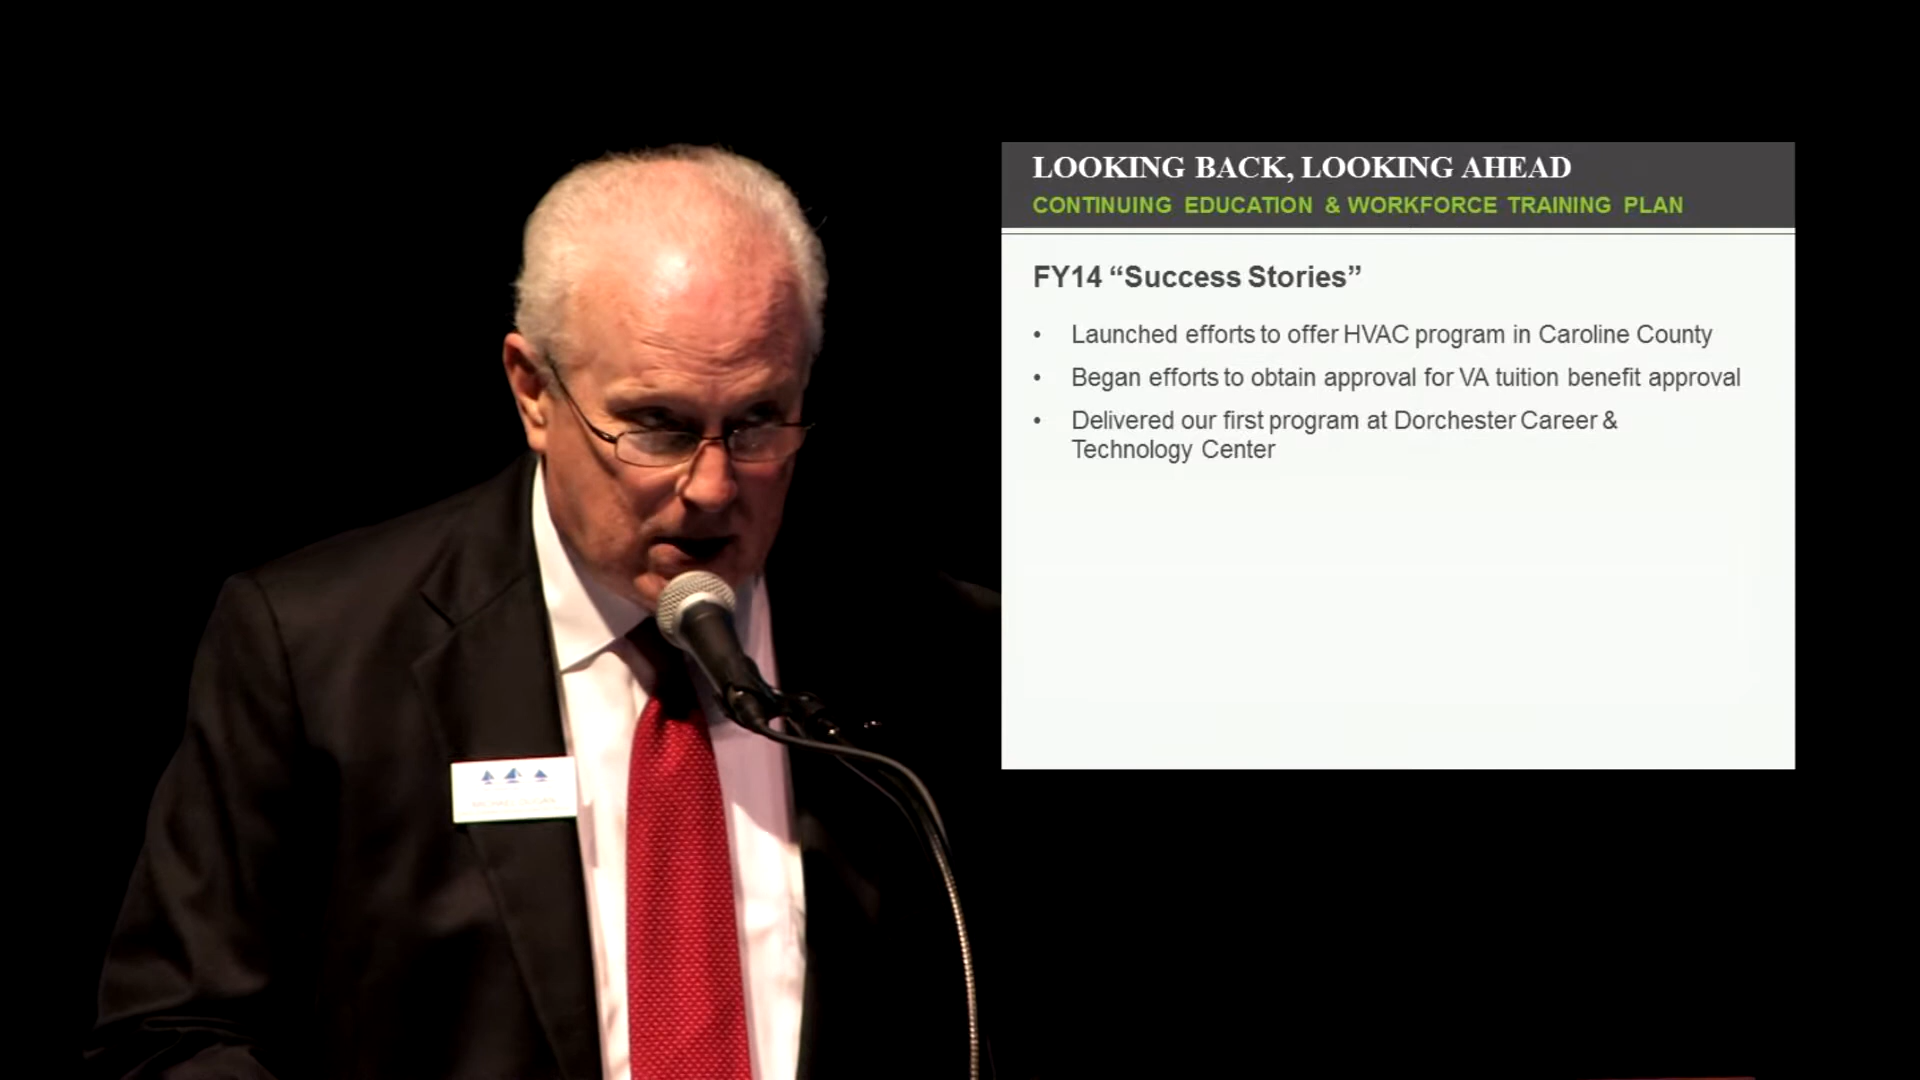 LOOKING BACK, LOOKING AHEAD
CONTINUING EDUCATION & WORKFORCE TRAINING PLAN
FY14 “Success Stories”
• Launched efforts to offer HVAC program in Caroline County
• Began efforts to obtain approval for VA tuition benefit approval
• Delivered our first program at Dorchester Career &
Technology Center